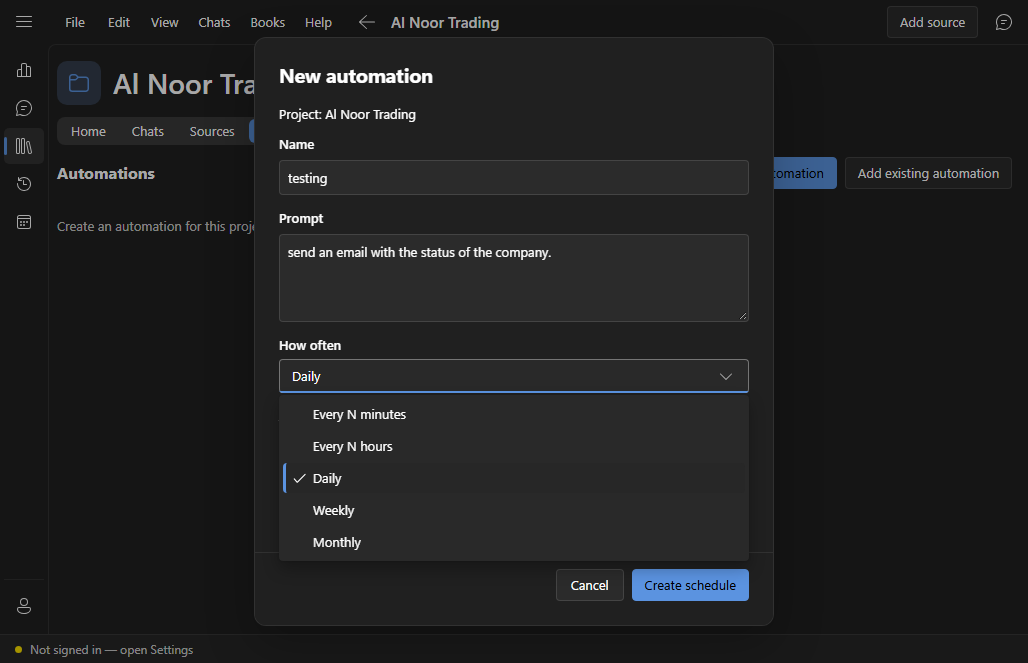 File Edit View Chats Books Help Al Noor Trading Add source
Al Noor Tra
New automation
Project: Al Noor Trading
Home Chats Sources
Name
testing
Automations
omation Add existing automation
Prompt
Create an automation for this proje
send an email with the status of the company.
How often
Daily
Every N minutes
Every N hours
Daily
Weekly
Monthly
Cancel Create schedule
Not signed in — open Settings